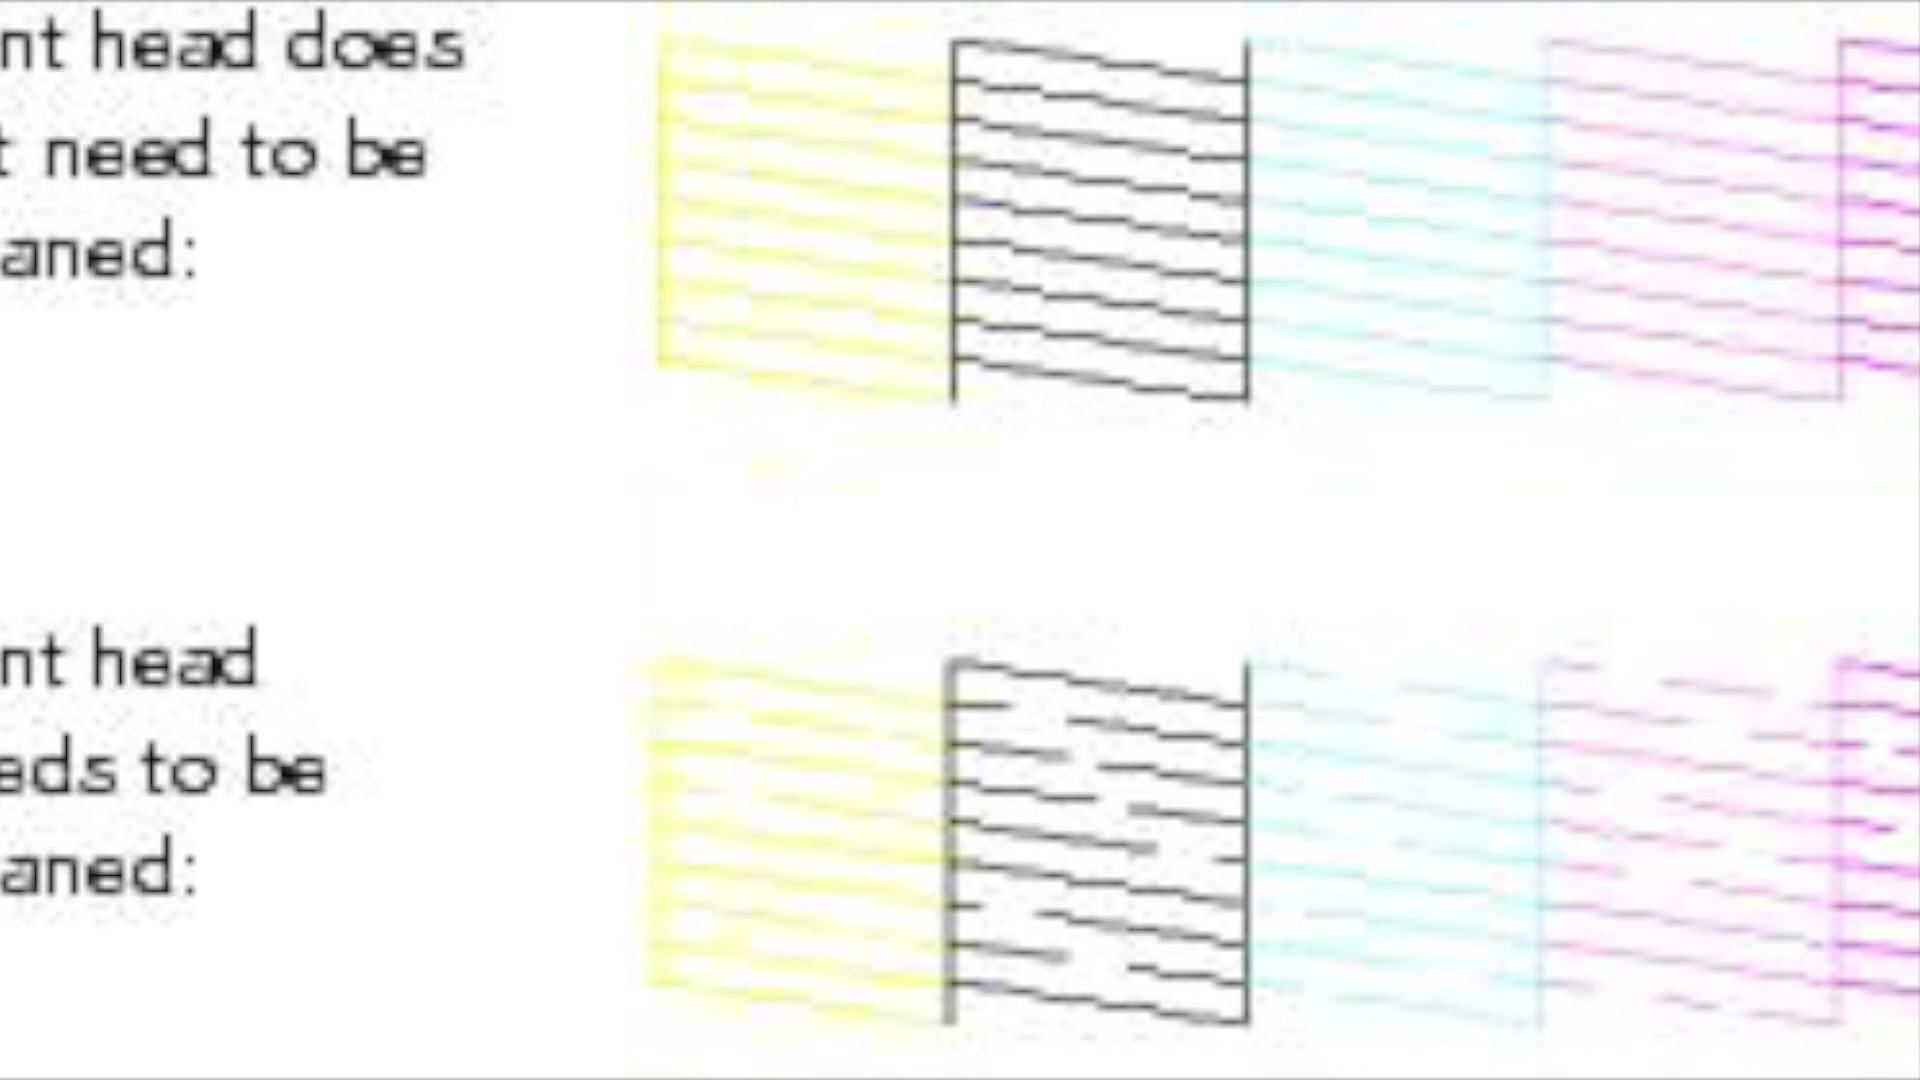 nt head does
t need to be
aned:
nt head
eds to be
aned: